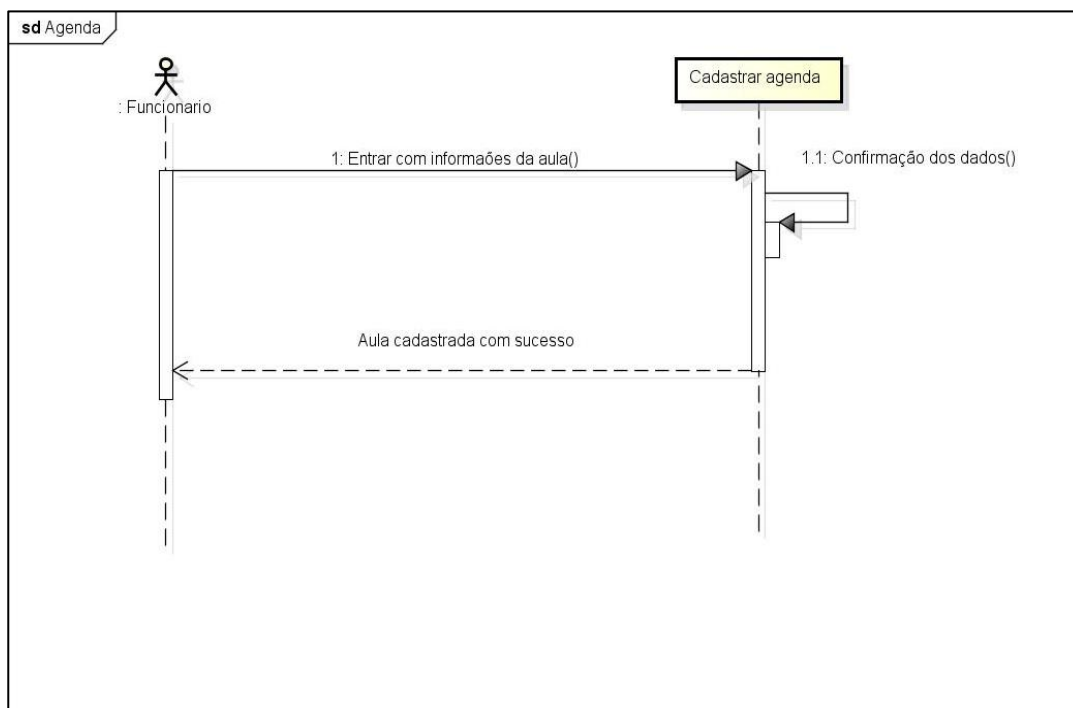 sd Agenda
: Funcionario
Cadastrar agenda
1: Entrar com informaões da aula()
1.1: Confirmação dos dados()
Aula cadastrada com sucesso